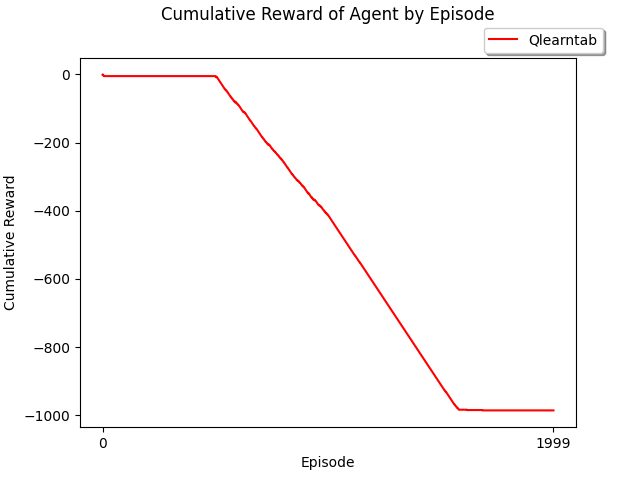 Cumulative Reward of Agent by Episode
Qlearntab
0
−200
−400
−600
−800
−1000
Cumulative Reward
0
1999
Episode